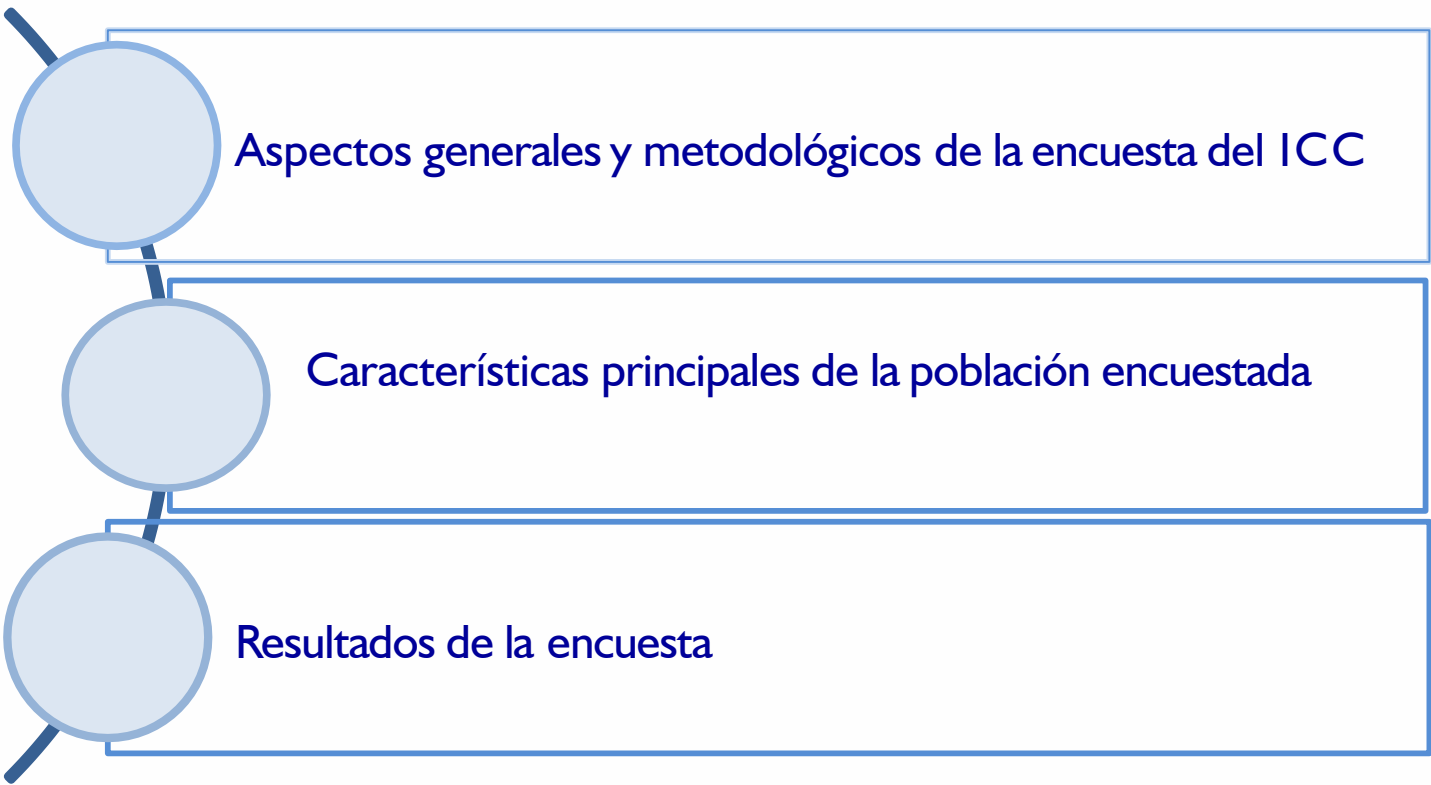 Aspectos generales y metodológicos de la encuesta del ICC
Características principales de la población encuestada
Resultados de la encuesta